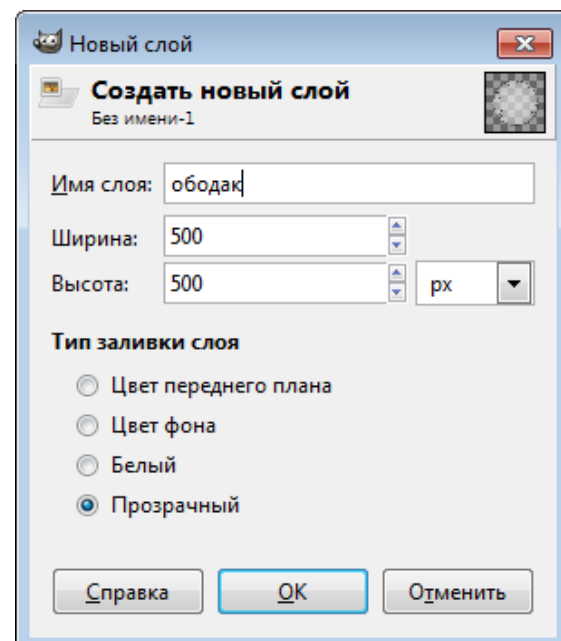 Новый слой
Создать новый слой
Без имени-1
Имя слоя: ободак
Ширина: 500
Высота: 500 px
Тип заливки слоя
Цвет переднего плана
Цвет фона
Белый
Прозрачный
Справка OK Отменить